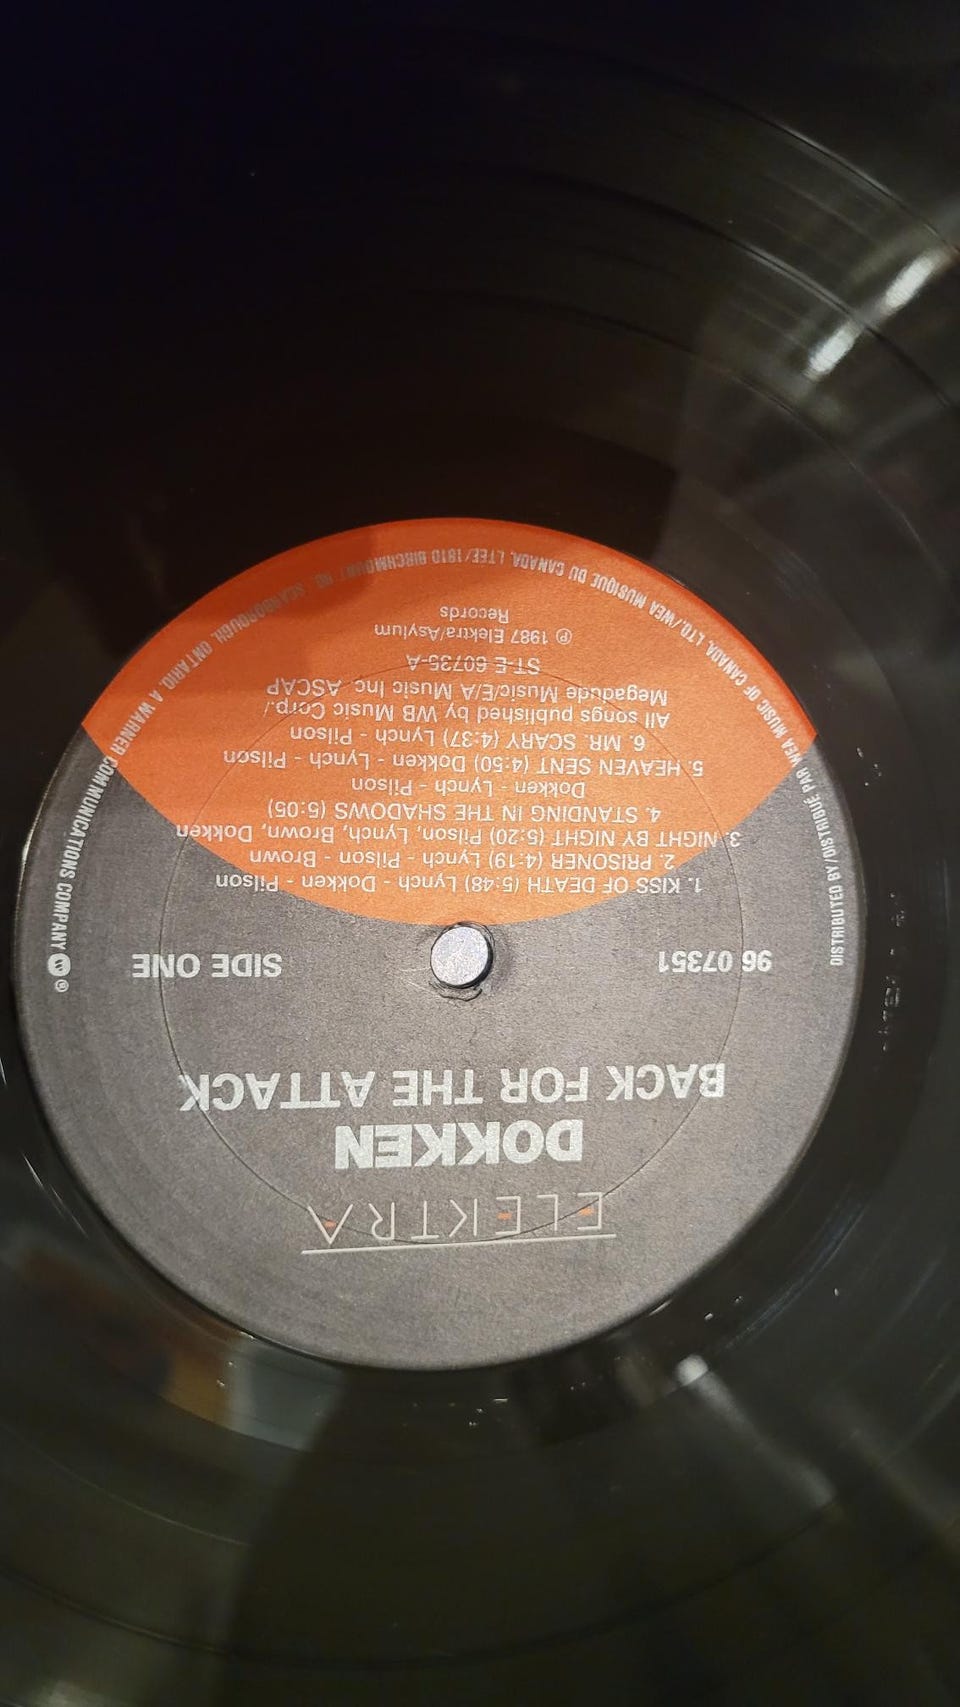 ELEKTRA
DOKKEN
BACK FOR THE ATTACK
96 07351
SIDE ONE
1. KISS OF DEATH (5:48) Lynch - Dokken - Pilson
2. PRISONER (4:19) Lynch - Pilson - Brown
3. NIGHT BY NIGHT (5:20) Pilson, Lynch, Brown, Dokken
4. STANDING IN THE SHADOWS (5:05)
Dokken - Lynch - Pilson
5. HEAVEN SENT (4:50) Dokken - Lynch - Pilson
6. MR. SCARY (4:37) Lynch - Pilson
All songs published by WB Music Corp./
Megadude Music/E/A Music Inc. ASCAP
ST-E 60735-A
℗ 1987 Elektra/Asylum
Records
DISTRIBUTED BY/DISTRIBUÉ PAR WEA MUSIC OF CANADA, LTD./WEA MUSIQUE DU CANADA, LTEE/1810 BIRCHMOUNT RD. SCARBOROUGH, ONTARIO. A WARNER COMMUNICATIONS COMPANY ®